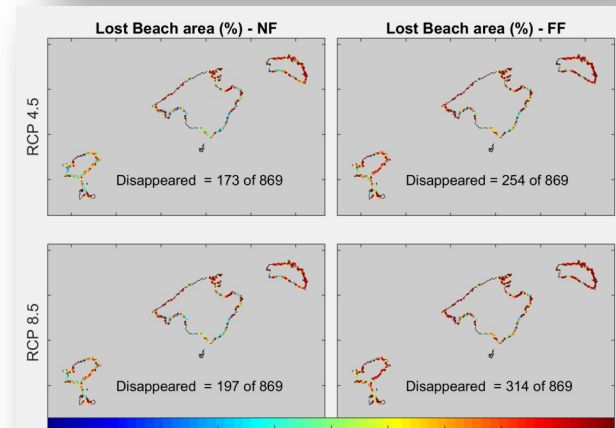 Lost Beach area (%) - NF
Lost Beach area (%) - FF
RCP 4.5
Disappeared = 173 of 869
Disappeared = 254 of 869
RCP 8.5
Disappeared = 197 of 869
Disappeared = 314 of 869